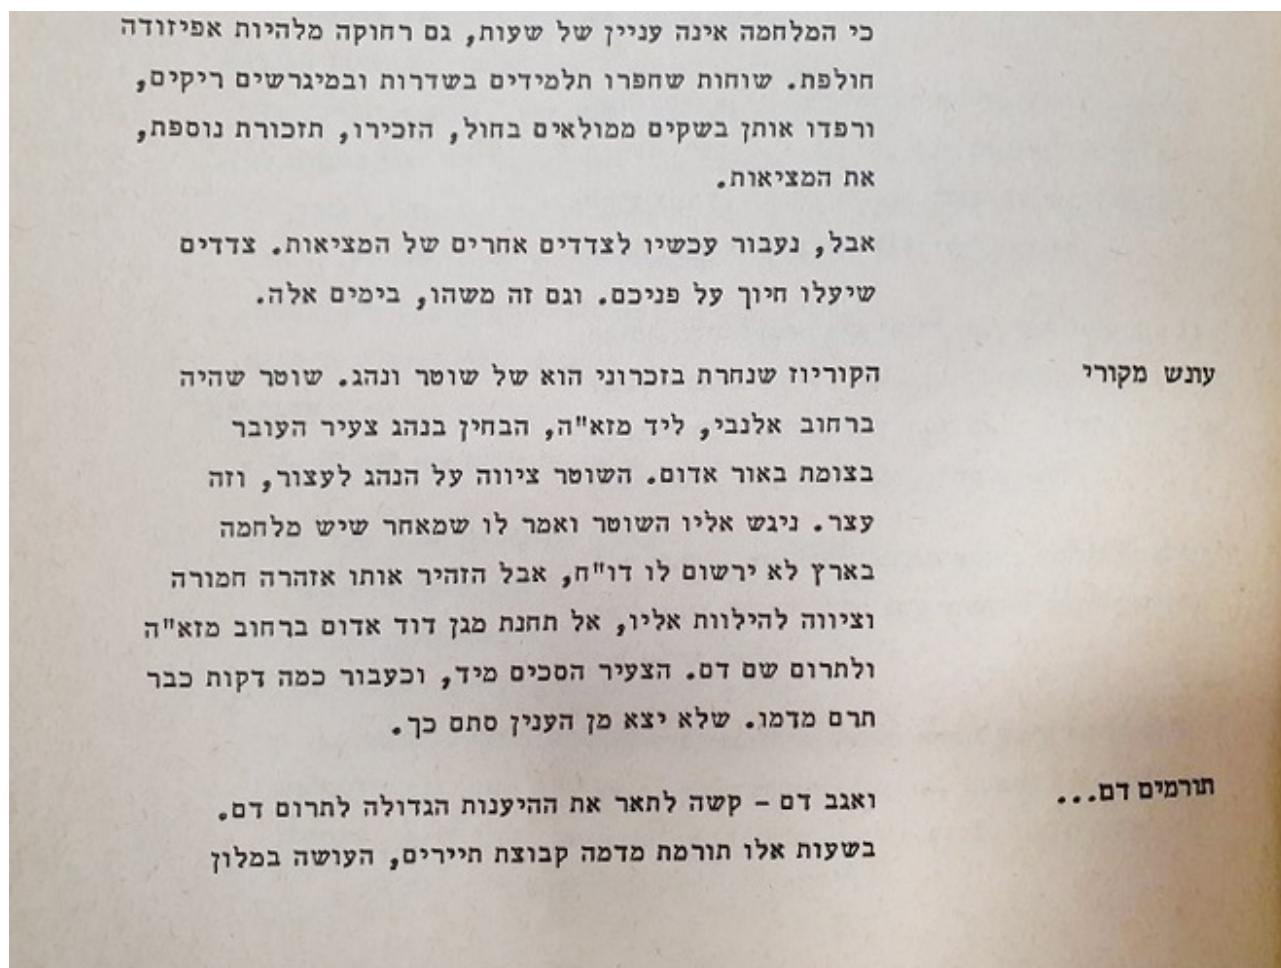 כי המלחמה אינה עניין של שעות, גם רחוקה מלהיות אפיזודה
חולפת. שוחות שחפרו תלמידים בשדרות ובמיגרשים ריקים,
ורפדו אותן בשקים ממולאים בחול, הזכירו, תזכורת נוספת,
את המציאות.
אבל, נעבור עכשיו לצדדים אחרים של המציאות. צדדים
שיעלו חיוך על פניכם. וגם זה משהו, בימים אלה.
עונש מקורי
הקוריוז שנחרת בזכרוני הוא של שוטר ונהג. שוטר שהיה
ברחוב אלנבי, ליד מזא"ה, הבחין בנהג צעיר העובר
בצומת באור אדום. השוטר ציווה על הנהג לעצור, וזה
עצר. ניגש אליו השוטר ואמר לו שמאחר שיש מלחמה
בארץ לא ירשום לו דו"ח, אבל הזהיר אותו אזהרה חמורה
וציווה להילוות אליו, אל תחנת מגן דוד אדום ברחוב מזא"ה
ולתרום שם דם. הצעיר הסכים מיד, וכעבור כמה דקות כבר
תרם מדמו. שלא יצא מן הענין סתם כך.
תורמים דם...
ואגב דם - קשה לתאר את ההיענות הגדולה לתרום דם.
בשעות אלו תורמת מדמה קבוצת תיירים, העושה במלון